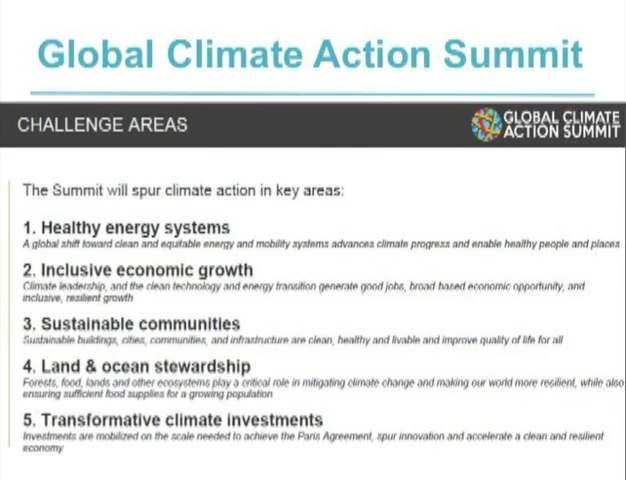 Global Climate Action Summit
CHALLENGE AREAS
GLOBAL CLIMATE
ACTION SUMMIT
The Summit will spur climate action in key areas:
1. Healthy energy systems
A global shift toward clean and equitable energy and mobility systems advances climate progress and enable healthy people and places
2. Inclusive economic growth
Climate leadership, and the clean technology and energy transition generate good jobs, broad based economic opportunity, and
inclusive, resilient growth
3. Sustainable communities
Sustainable buildings, cities, communities, and infrastructure are clean, healthy and livable and improve quality of life for all
4. Land & ocean stewardship
Forests, food, lands and other ecosystems play a critical role in mitigating climate change and making our world more resilient, while also
ensuring sufficient food supplies for a growing population
5. Transformative climate investments
Investments are mobilized on the scale needed to achieve the Paris Agreement, spur innovation and accelerate a clean and resilient
economy